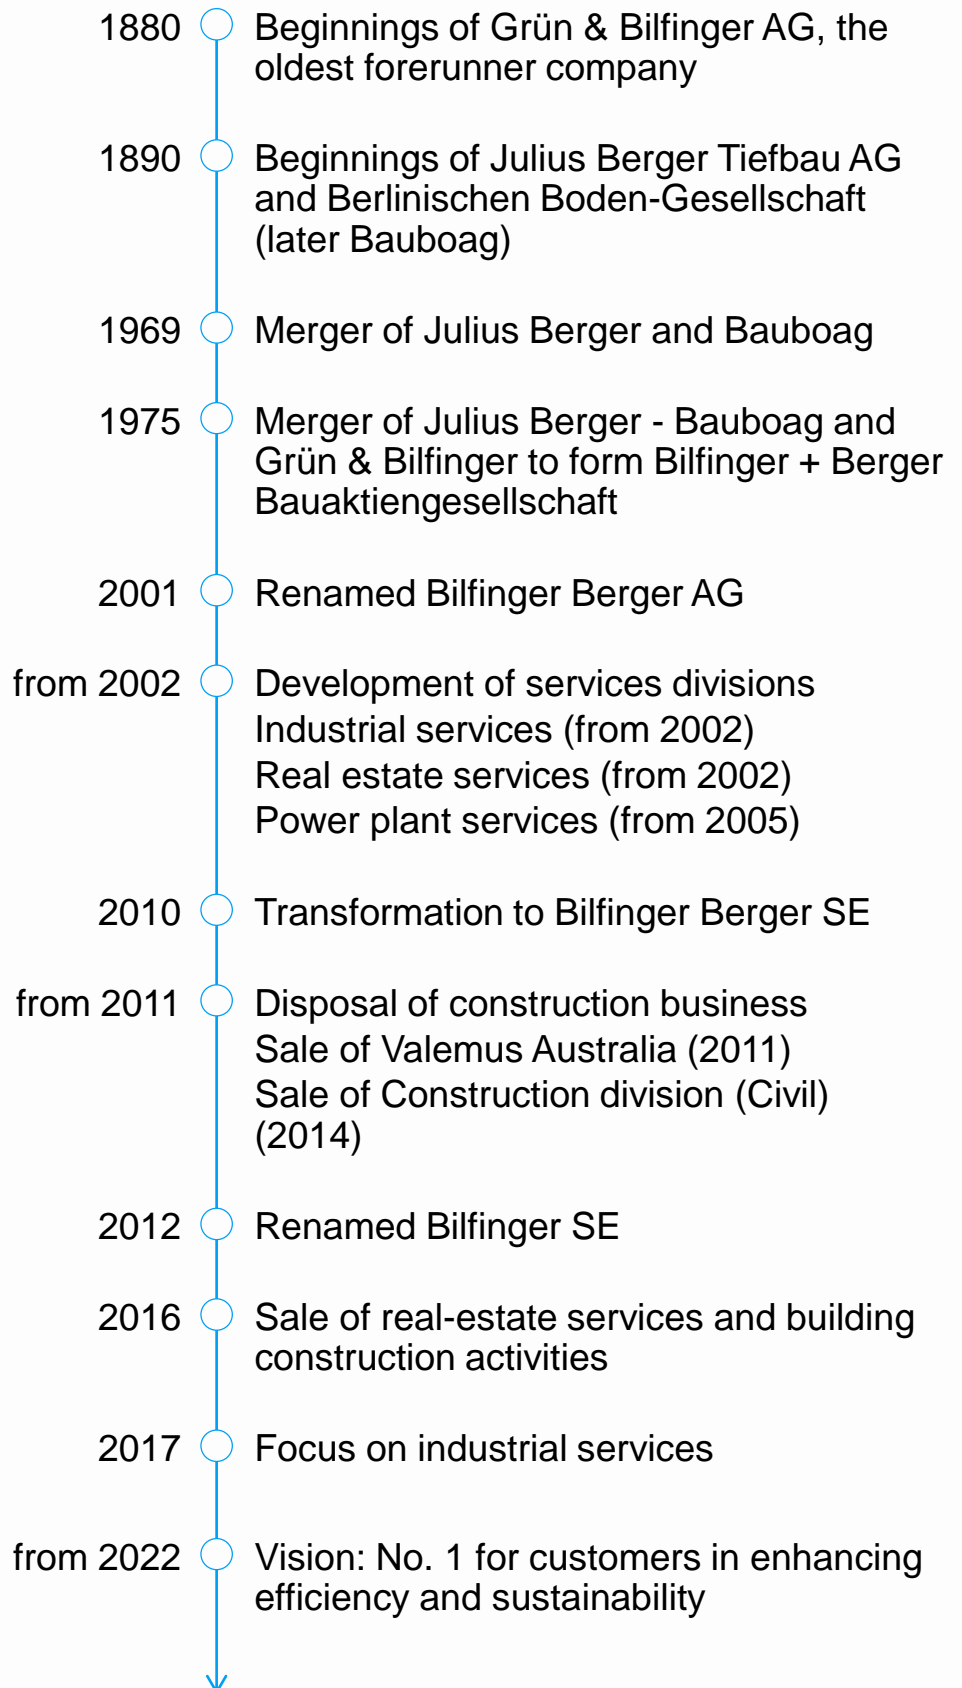 1880 Beginnings of Grün & Bilfinger AG, the
oldest forerunner company
1890 Beginnings of Julius Berger Tiefbau AG
and Berlinischen Boden-Gesellschaft
(later Bauboag)
1969 Merger of Julius Berger and Bauboag
1975 Merger of Julius Berger - Bauboag and
Grün & Bilfinger to form Bilfinger + Berger
Bauaktiengesellschaft
2001 Renamed Bilfinger Berger AG
from 2002 Development of services divisions
Industrial services (from 2002)
Real estate services (from 2002)
Power plant services (from 2005)
2010 Transformation to Bilfinger Berger SE
from 2011 Disposal of construction business
Sale of Valemus Australia (2011)
Sale of Construction division (Civil)
(2014)
2012 Renamed Bilfinger SE
2016 Sale of real-estate services and building
construction activities
2017 Focus on industrial services
from 2022 Vision: No. 1 for customers in enhancing
efficiency and sustainability